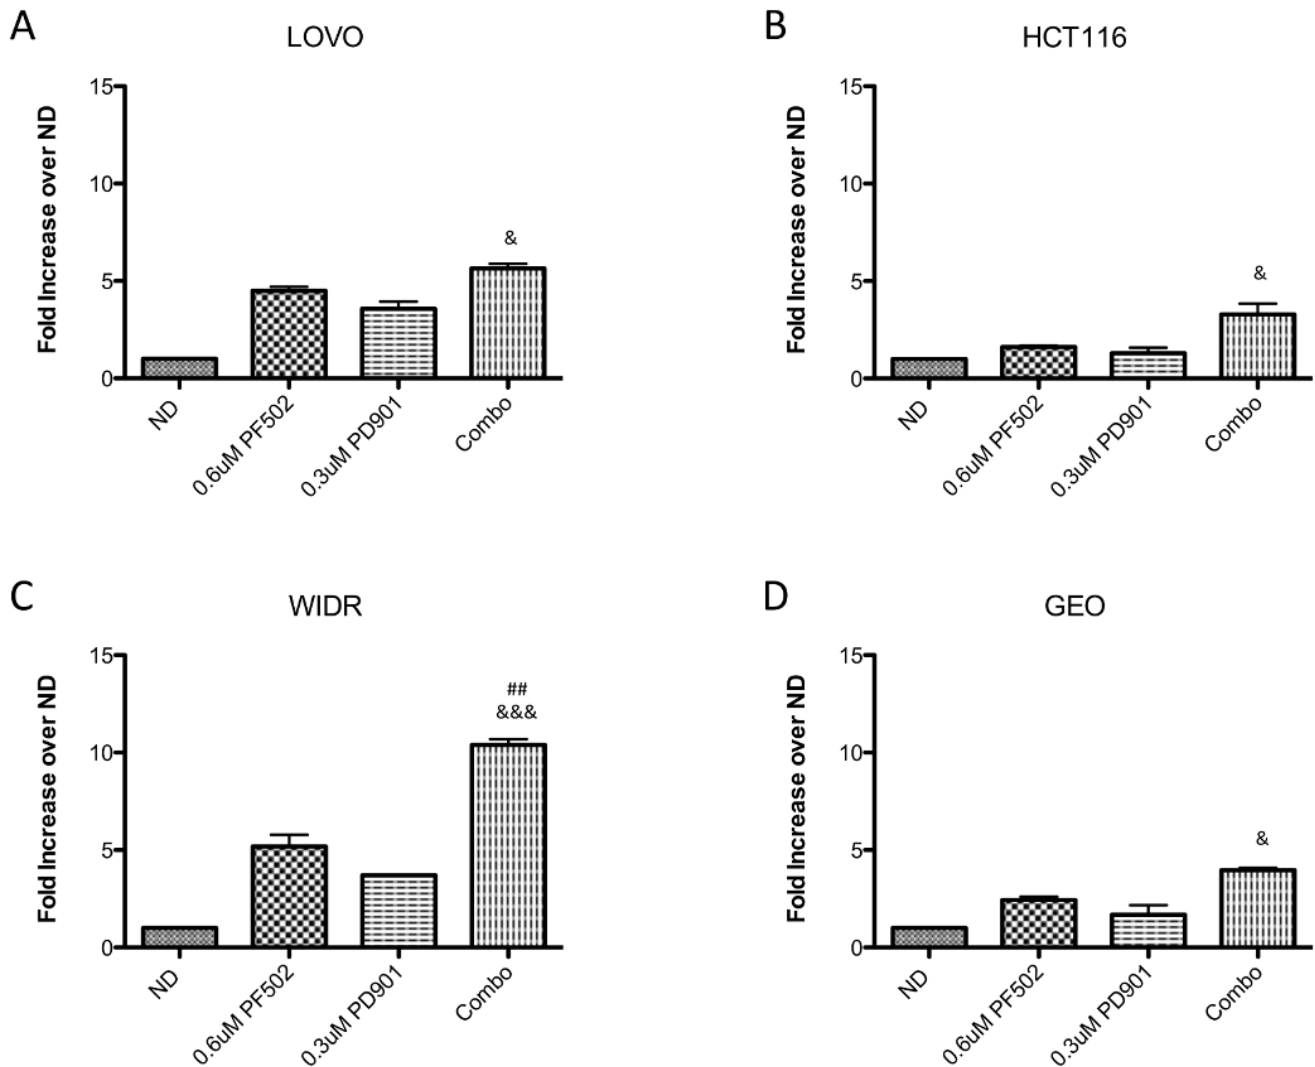 A
LOVO
Fold Increase over ND
15
10
5
0
&
ND
0.6uM PF502
0.3uM PD901
Combo
B
HCT116
Fold Increase over ND
15
10
5
0
&
ND
0.6uM PF502
0.3uM PD901
Combo
C
WIDR
Fold Increase over ND
15
10
5
0
##
&&&
ND
0.6uM PF502
0.3uM PD901
Combo
D
GEO
Fold Increase over ND
15
10
5
0
&
ND
0.6uM PF502
0.3uM PD901
Combo